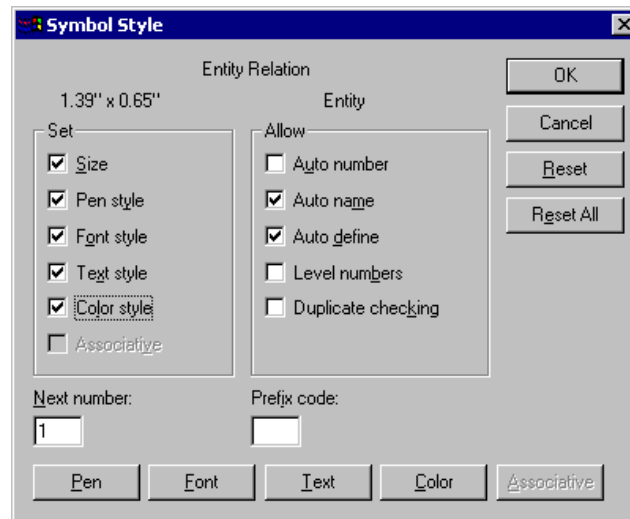 Symbol Style
Entity Relation
1.39" x 0.65"
Entity
Set
Size
Pen style
Font style
Text style
Color style
Associative
Allow
Auto number
Auto name
Auto define
Level numbers
Duplicate checking
OK
Cancel
Reset
Reset All
Next number:
1
Prefix code:
Pen
Font
Text
Color
Associative